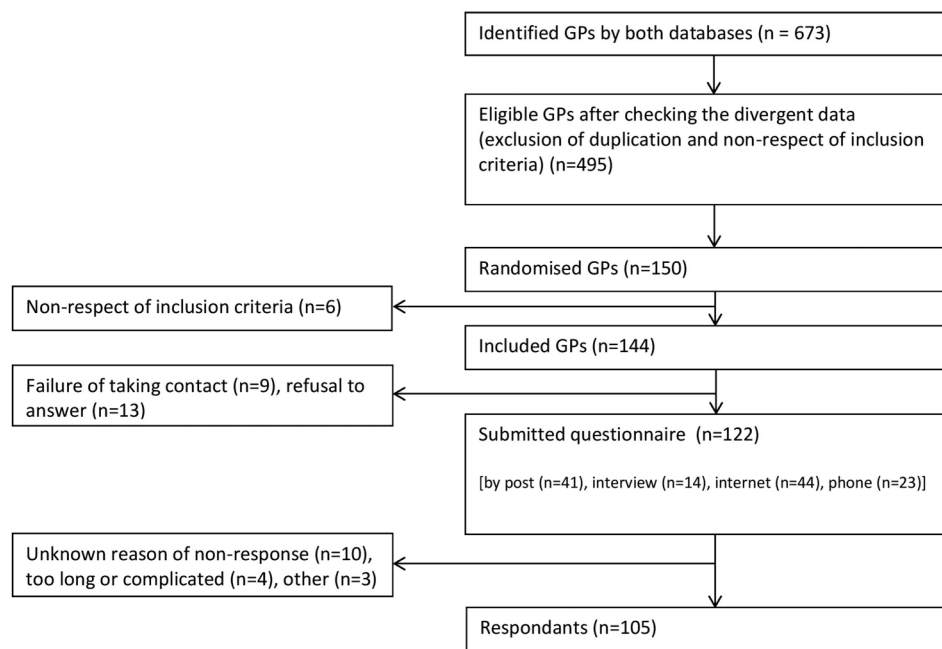 Identified GPs by both databases (n = 673)
Eligible GPs after checking the divergent data
(exclusion of duplication and non-respect of inclusion
criteria) (n=495)
Randomised GPs (n=150)
Non-respect of inclusion criteria (n=6)
Included GPs (n=144)
Failure of taking contact (n=9), refusal to
answer (n=13)
Submitted questionnaire (n=122)
[by post (n=41), interview (n=14), internet (n=44), phone (n=23)]
Unknown reason of non-response (n=10),
too long or complicated (n=4), other (n=3)
Respondants (n=105)